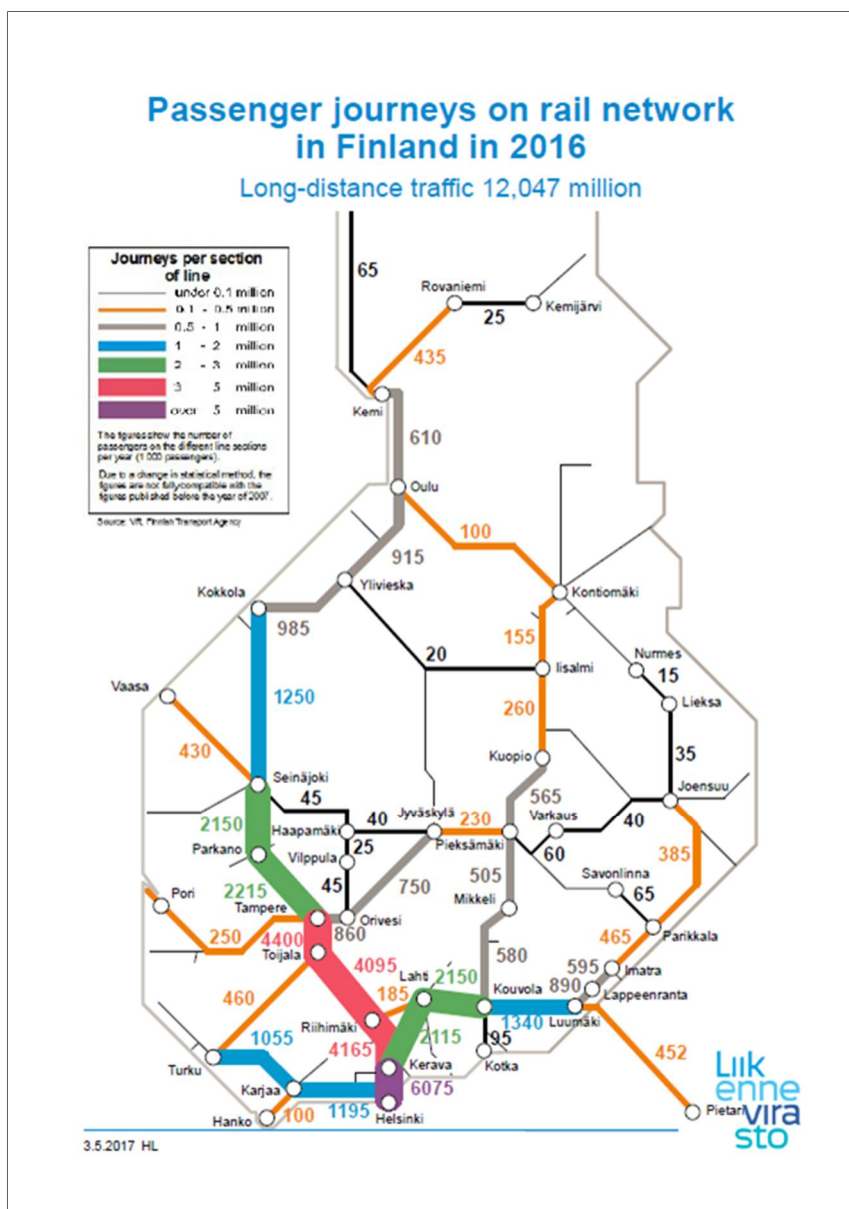 Passenger journeys on rail network
in Finland in 2016
Long-distance traffic 12,047 million
Journeys per section
of line
under 0.1 million
0.1 - 0.5 million
0.5 - 1 million
1 - 2 million
2 - 3 million
3 5 million
over 5 million
The figures show the number of
passengers on the different line sections
per year (1 000 passengers).
Due to a change in statistical method, the
figures are not fully compatible with the
figures published before the year of 2007.
Source: VR, Finnish Transport Agency
65
Rovaniemi
25
Kemijärvi
435
Kemi
610
Oulu
100
915
Ylivieska
Kontiomäki
Kokkola
985
155
Nurmes
20
Iisalmi
15
Vaasa
1250
260
Lieksa
430
Kuopio
35
Seinäjoki
45
565
Joensuu
2150
Haapamäki
40
Jyväskylä
230
Varkaus
40
Parkano
25
Pieksämäki
60
385
Vilppula
2215
45
750
505
Savonlinna
65
Pori
Mikkeli
Tampere
860
Orivesi
250
4400
Parikkala
Toijala
580
465
4095
595
Imatra
Lahti
2150
890
460
185
Kouvola
Lappeenranta
Riihimäki
1340
Luumäki
1055
2115
4165
95
Turku
Kerava
Kotka
452
Karjaa
6075
Hanko
100
1195
Helsinki
Pietari
Liik
enne
vira
sto
3.5.2017 HL